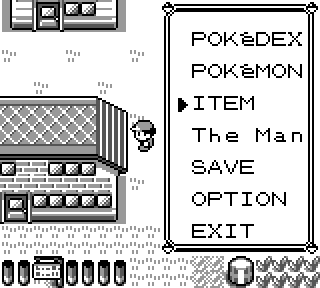 POKéDEX
POKéMON
ITEM
The Man
SAVE
OPTION
EXIT